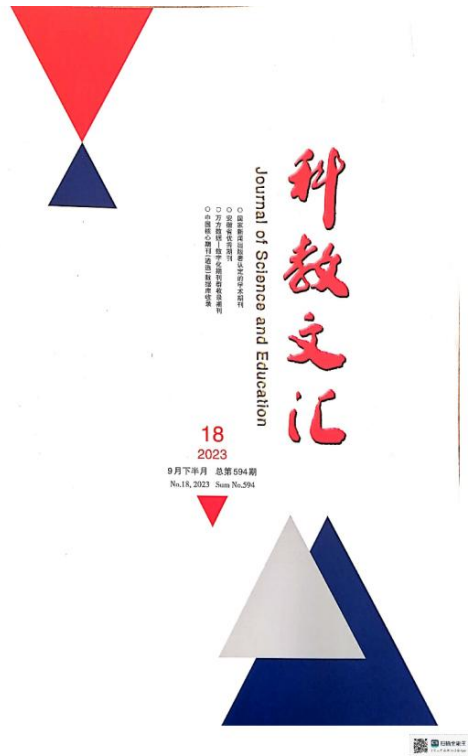 科教文汇
Journal of Science and Education
○ 国家新闻出版署认定的学术期刊
○ 安徽省优秀期刊
○ 万方数据—数字化期刊群收录期刊
○ 中国核心期刊(遴选)数据库收录
18
2023
9月下半月 总第594期
No.18, 2023 Sum No.594